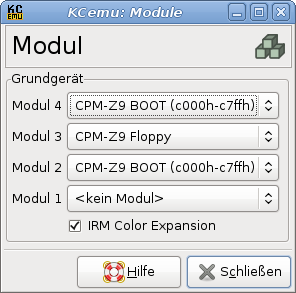 KC
EMU
KCemu: Module
Modul
Grundgerät
Modul 4 CPM-Z9 BOOT (c000h-c7ffh)
Modul 3 CPM-Z9 Floppy
Modul 2 CPM-Z9 BOOT (c000h-c7ffh)
Modul 1 <kein Modul>
IRM Color Expansion
Hilfe Schließen